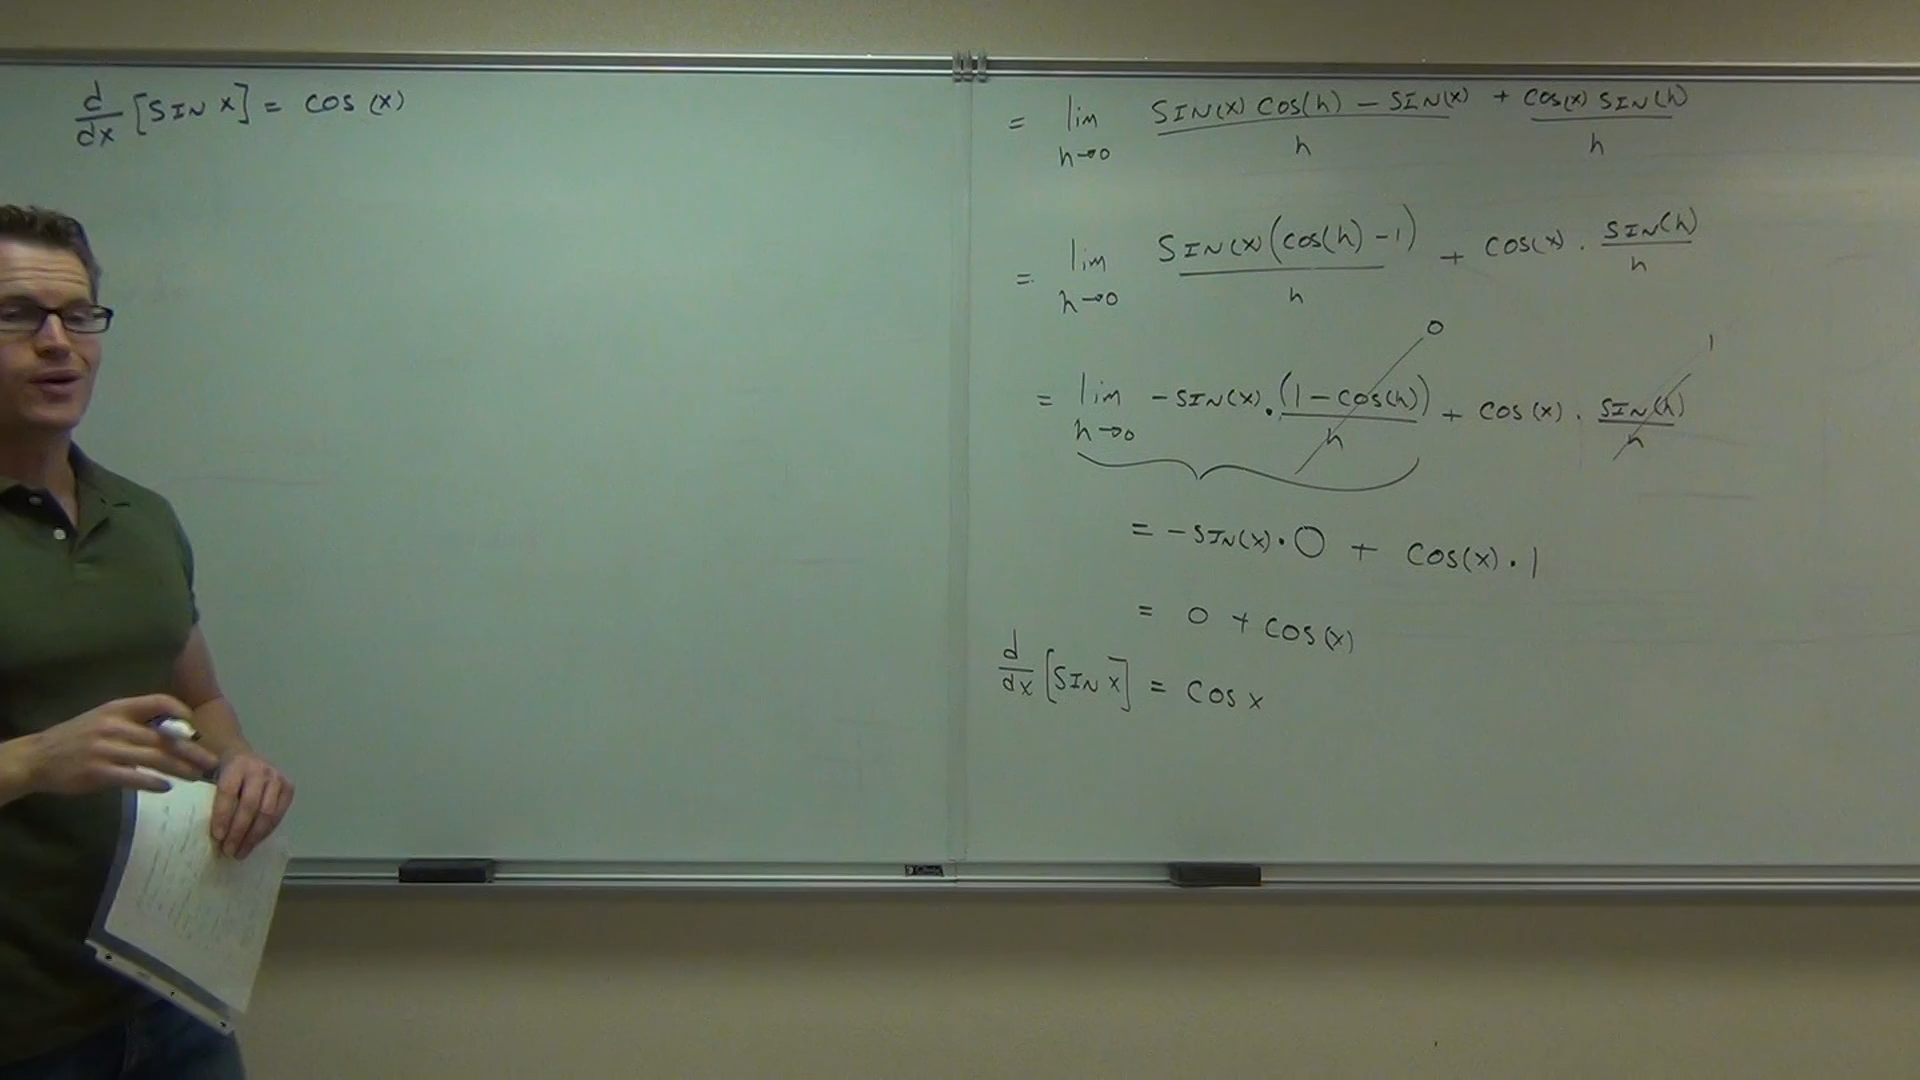 d/dx [SIN X] = COS (X)
= lim h→0 SIN(X) COS(h) - SIN(X) / h + COS(X) SIN(h) / h
= lim h→0 SIN(X)(COS(h) - 1) / h + COS(X) · SIN(h) / h
0 1
= lim h→0 -SIN(X) · (1 - COS(h)) / h + COS(X) · SIN(h) / h
= -SIN(X) · 0 + COS(X) · 1
= 0 + COS(X)
d/dx [SIN X] = COS X